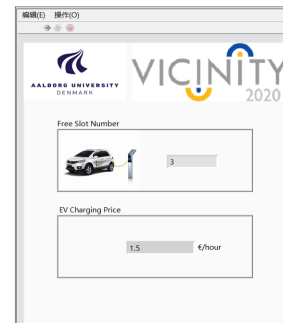 编辑(E) 操作(O)
AALBORG UNIVERSITY
DENMARK
VICINITY
2020
Free Slot Number
3
EV Charging Price
1.5 €/hour